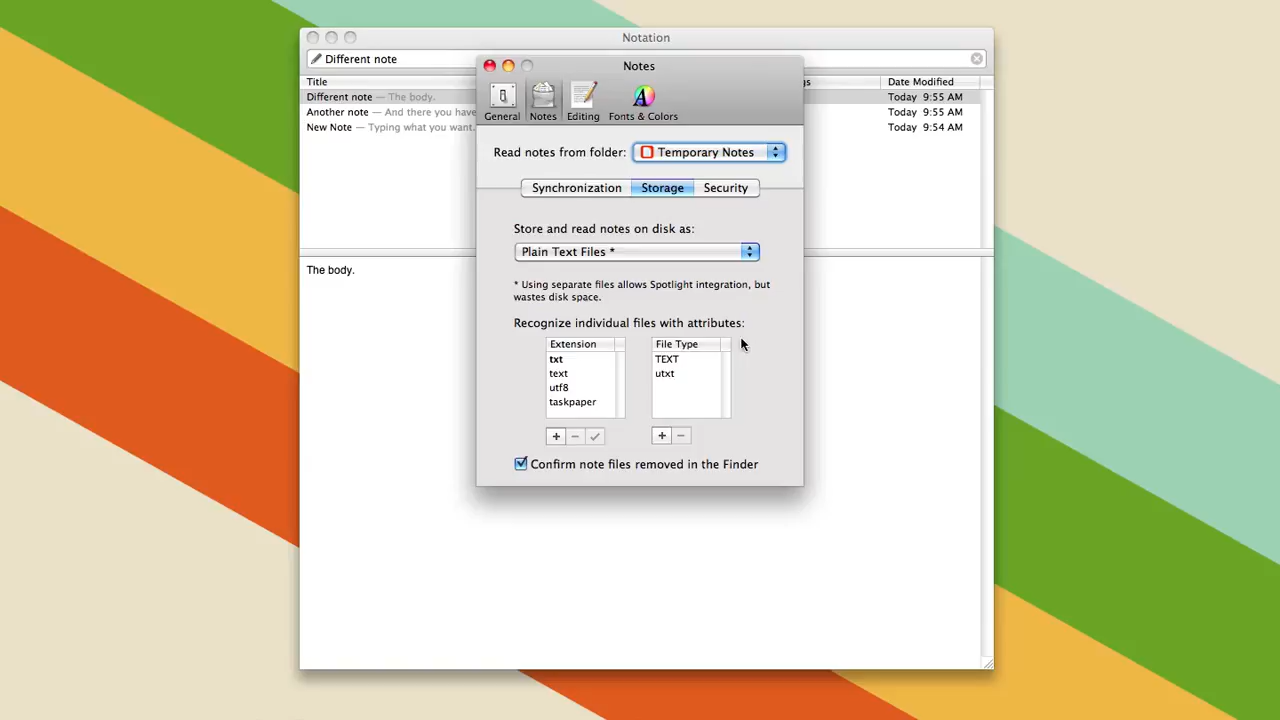 Notation
Different note
Title
Date Modified
Different note — The body.
Today 9:55 AM
Another note — And there you have
Today 9:55 AM
New Note — Typing what you want.
Today 9:54 AM
The body.
Notes
General
Notes
Editing
Fonts & Colors
Read notes from folder:
Temporary Notes
Synchronization
Storage
Security
Store and read notes on disk as:
Plain Text Files *
* Using separate files allows Spotlight integration, but
wastes disk space.
Recognize individual files with attributes:
Extension
txt
text
utf8
taskpaper
File Type
TEXT
utxt
Confirm note files removed in the Finder